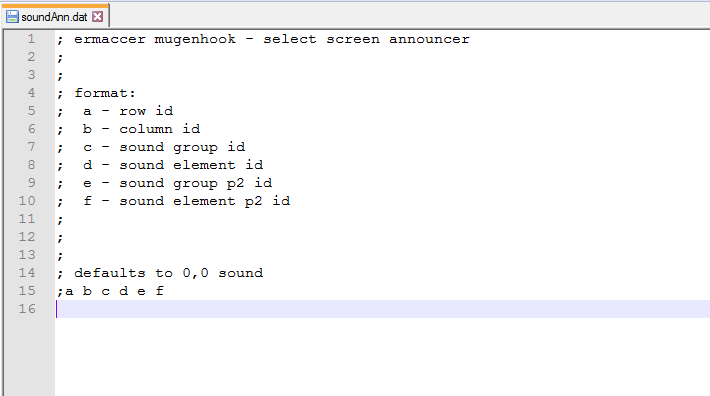 soundAnn.dat
1 ; ermaccer mugenhook - select screen announcer
2 ;
3 ;
4 ; format:
5 ;  a - row id
6 ;  b - column id
7 ;  c - sound group id
8 ;  d - sound element id
9 ;  e - sound group p2 id
10 ;  f - sound element p2 id
11 ;
12 ;
13 ;
14 ; defaults to 0,0 sound
15 ;a b c d e f
16